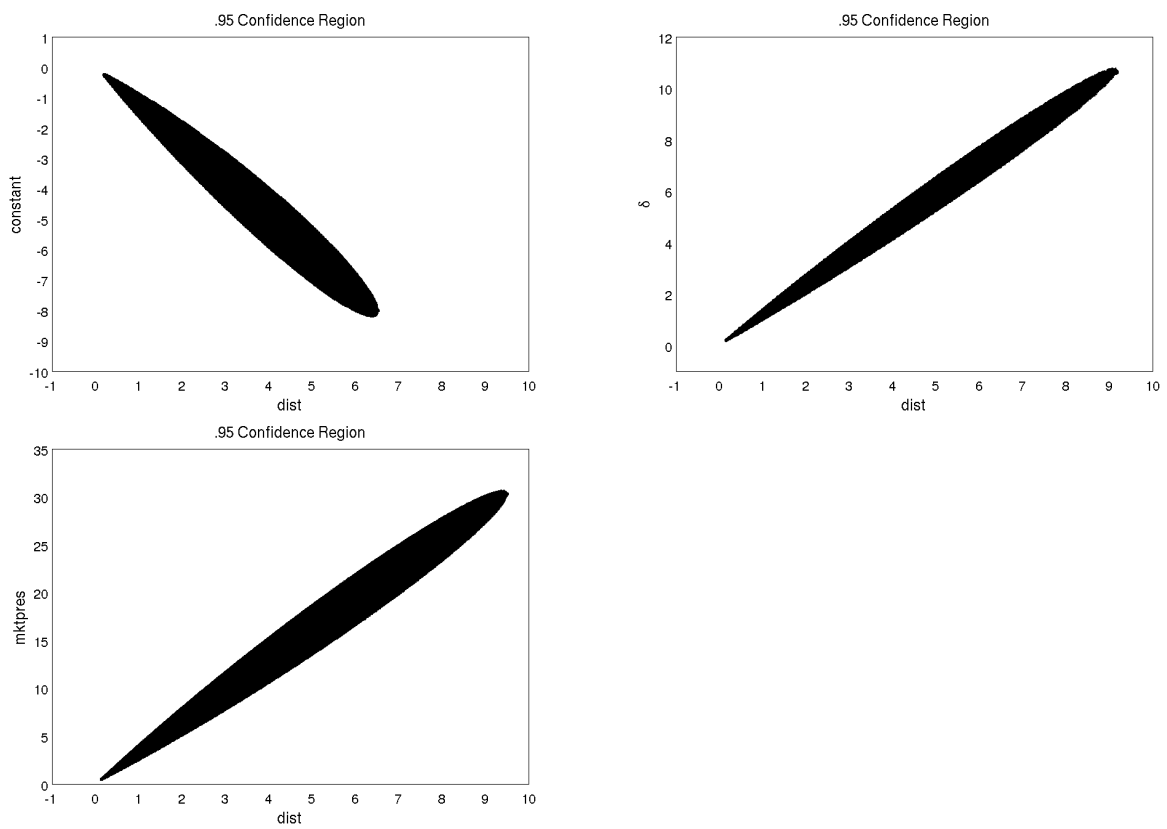 .95 Confidence Region
1
0
-1
-2
-3
-4
-5
-6
-7
-8
-9
-10
constant
-1 0 1 2 3 4 5 6 7 8 9 10
dist
.95 Confidence Region
12
10
8
6
4
2
0
δ
-1 0 1 2 3 4 5 6 7 8 9 10
dist
.95 Confidence Region
35
30
25
20
15
10
5
0
mktpres
-1 0 1 2 3 4 5 6 7 8 9 10
dist